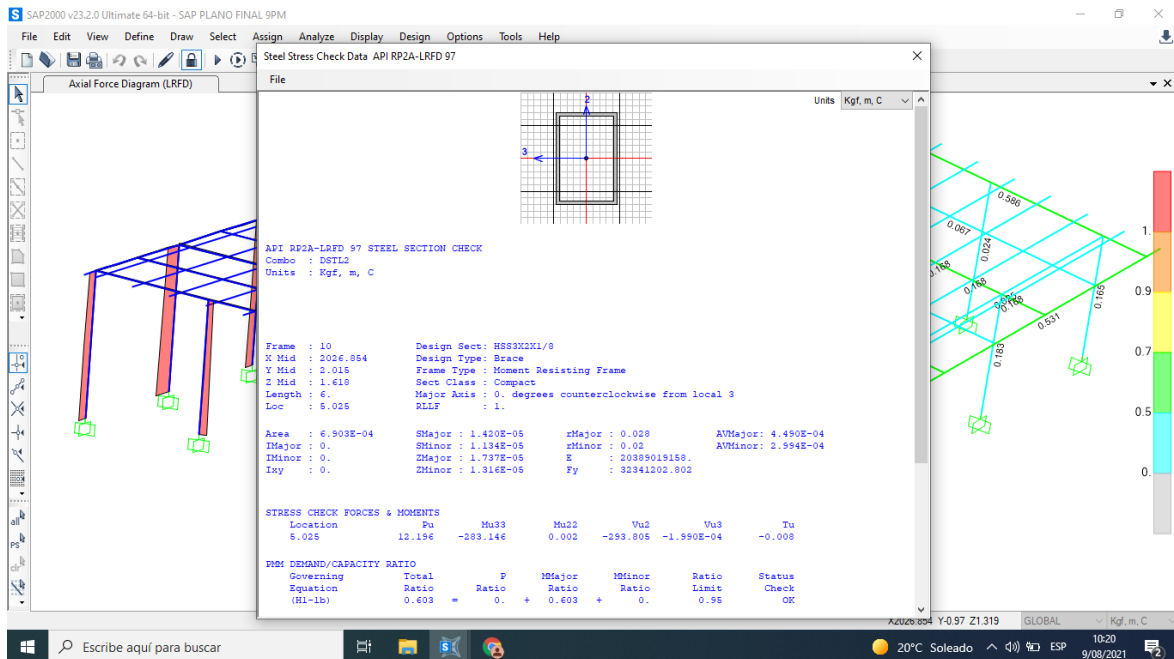 SAP2000 v23.2.0 Ultimate 64-bit - SAP PLANO FINAL 9PM
File Edit View Define Draw Select Assign Analyze Display Design Options Tools Help
Axial Force Diagram (LRFD)
Steel Stress Check Data API RP2A-LRFD 97
File
Units Kgf, m, C
2
3
API RP2A-LRFD 97 STEEL SECTION CHECK
Combo : DSTL2
Units : Kgf, m, C
Frame : 10 Design Sect: HSS3X2X1/8
X Mid : 2026.854 Design Type: Brace
Y Mid : 2.015 Frame Type : Moment Resisting Frame
Z Mid : 1.618 Sect Class : Compact
Length : 6. Major Axis : 0. degrees counterclockwise from local 3
Loc : 5.025 RLLF : 1.
Area : 6.903E-04 SMajor : 1.420E-05 rMajor : 0.028 AVMajor: 4.490E-04
IMajor : 0. SMinor : 1.134E-05 rMinor : 0.02 AVMinor: 2.994E-04
IMinor : 0. ZMajor : 1.737E-05 E : 20389019158.
Ixy : 0. ZMinor : 1.316E-05 Fy : 32341202.802
STRESS CHECK FORCES & MOMENTS
Location Pu Mu33 Mu22 Vu2 Vu3 Tu
5.025 12.196 -283.146 0.002 -293.805 -1.990E-04 -0.008
PMM DEMAND/CAPACITY RATIO
Governing Total P MMajor MMinor Ratio Status
Equation Ratio Ratio Ratio Ratio Limit Check
(H1-1b) 0.603 = 0. + 0.603 + 0. 0.95 OK
0.586
0.067
0.024
0.168
0.168
0.168
0.165
0.531
0.183
1.
0.9
0.7
0.5
0.
all
PS
clr
X2026.854 Y-0.97 Z1.319 GLOBAL Kgf, m, C
Escribe aquí para buscar
20°C Soleado ESP
10:20
9/08/2021
2